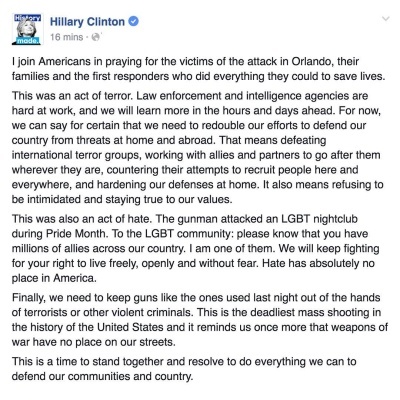 History
made.
Hillary Clinton
16 mins ·
I join Americans in praying for the victims of the attack in Orlando, their
families and the first responders who did everything they could to save lives.
This was an act of terror. Law enforcement and intelligence agencies are
hard at work, and we will learn more in the hours and days ahead. For now,
we can say for certain that we need to redouble our efforts to defend our
country from threats at home and abroad. That means defeating
international terror groups, working with allies and partners to go after them
wherever they are, countering their attempts to recruit people here and
everywhere, and hardening our defenses at home. It also means refusing to
be intimidated and staying true to our values.
This was also an act of hate. The gunman attacked an LGBT nightclub
during Pride Month. To the LGBT community: please know that you have
millions of allies across our country. I am one of them. We will keep fighting
for your right to live freely, openly and without fear. Hate has absolutely no
place in America.
Finally, we need to keep guns like the ones used last night out of the hands
of terrorists or other violent criminals. This is the deadliest mass shooting in
the history of the United States and it reminds us once more that weapons of
war have no place on our streets.
This is a time to stand together and resolve to do everything we can to
defend our communities and country.